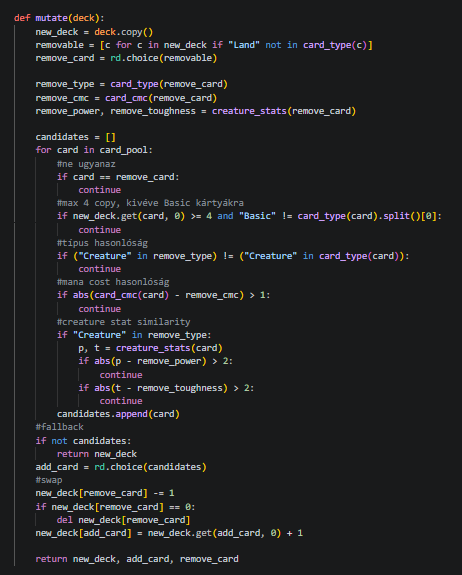 def mutate(deck):
    new_deck = deck.copy()
    removable = [c for c in new_deck if "Land" not in card_type(c)]
    remove_card = rd.choice(removable)

    remove_type = card_type(remove_card)
    remove_cmc = card_cmc(remove_card)
    remove_power, remove_toughness = creature_stats(remove_card)

    candidates = []
    for card in card_pool:
        #ne ugyanaz
        if card == remove_card:
            continue
        #max 4 copy, kivéve Basic kártyákra
        if new_deck.get(card, 0) >= 4 and "Basic" != card_type(card).split()[0]:
            continue
        #típus hasonlóság
        if ("Creature" in remove_type) != ("Creature" in card_type(card)):
            continue
        #mana cost hasonlóság
        if abs(card_cmc(card) - remove_cmc) > 1:
            continue
        #creature stat similarity
        if "Creature" in remove_type:
            p, t = creature_stats(card)
            if abs(p - remove_power) > 2:
                continue
            if abs(t - remove_toughness) > 2:
                continue
        candidates.append(card)
    #fallback
    if not candidates:
        return new_deck
    add_card = rd.choice(candidates)
    #swap
    new_deck[remove_card] -= 1
    if new_deck[remove_card] == 0:
        del new_deck[remove_card]
    new_deck[add_card] = new_deck.get(add_card, 0) + 1

    return new_deck, add_card, remove_card